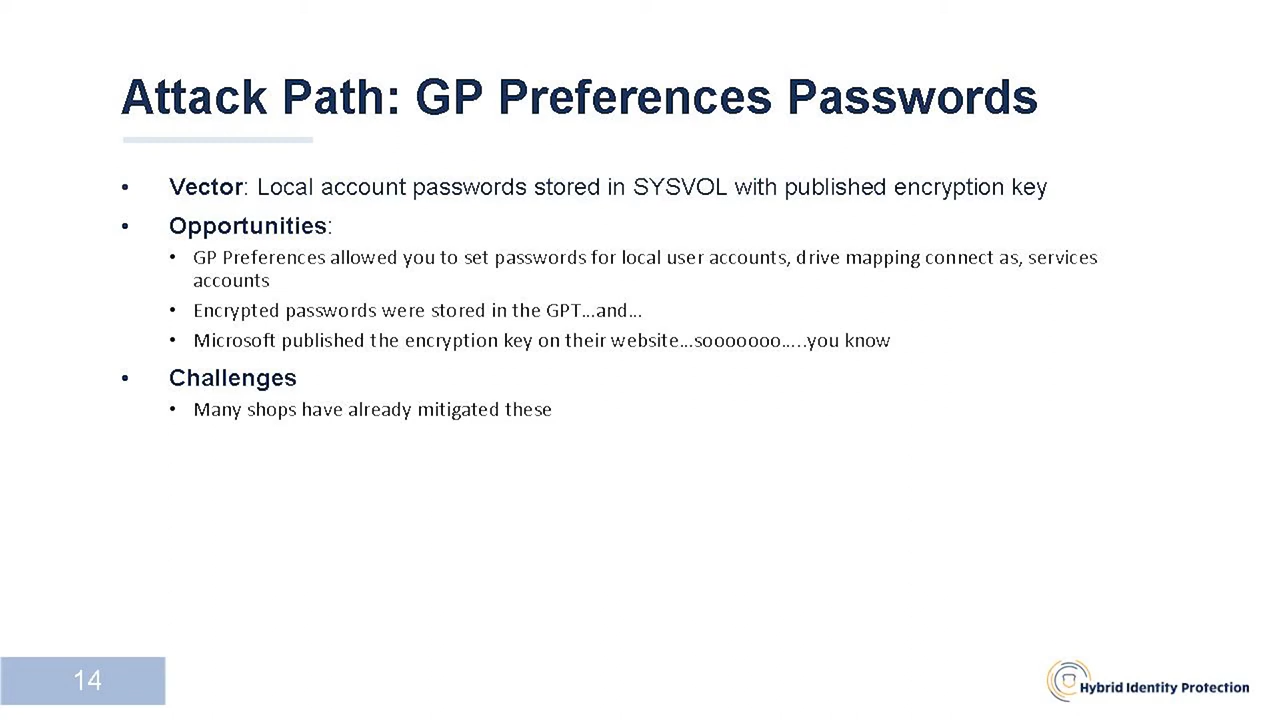 Attack Path: GP Preferences Passwords
• Vector: Local account passwords stored in SYSVOL with published encryption key
• Opportunities:
• GP Preferences allowed you to set passwords for local user accounts, drive mapping connect as, services
accounts
• Encrypted passwords were stored in the GPT...and...
• Microsoft published the encryption key on their website...sooooooo.....you know
• Challenges
• Many shops have already mitigated these
14
Hybrid Identity Protection